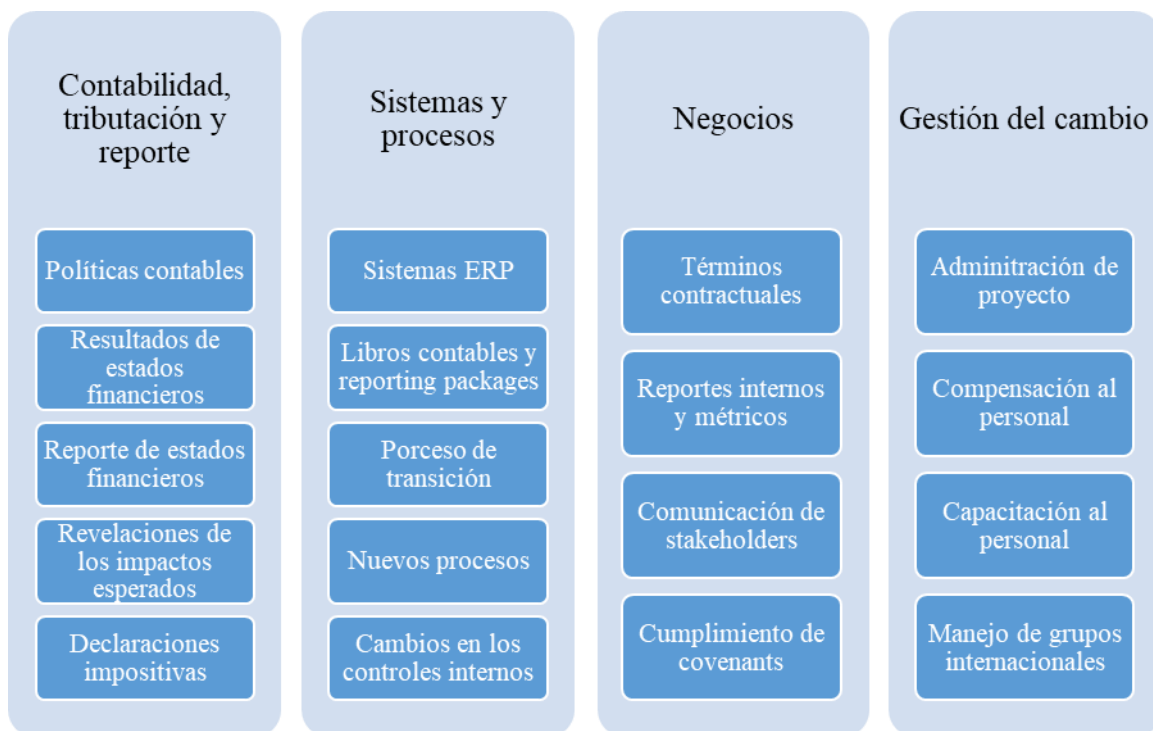 Contabilidad,
tributación y
reporte
Políticas contables
Resultados de
estados
financieros
Reporte de estados
financieros
Revelaciones de
los impactos
esperados
Declaraciones
impositivas
Sistemas y
procesos
Sistemas ERP
Libros contables y
reporting packages
Porceso de
transición
Nuevos procesos
Cambios en los
controles internos
Negocios
Términos
contractuales
Reportes internos
y métricos
Comunicación de
stakeholders
Cumplimiento de
covenants
Gestión del cambio
Adminitración de
proyecto
Compensación al
personal
Capacitación al
personal
Manejo de grupos
internacionales